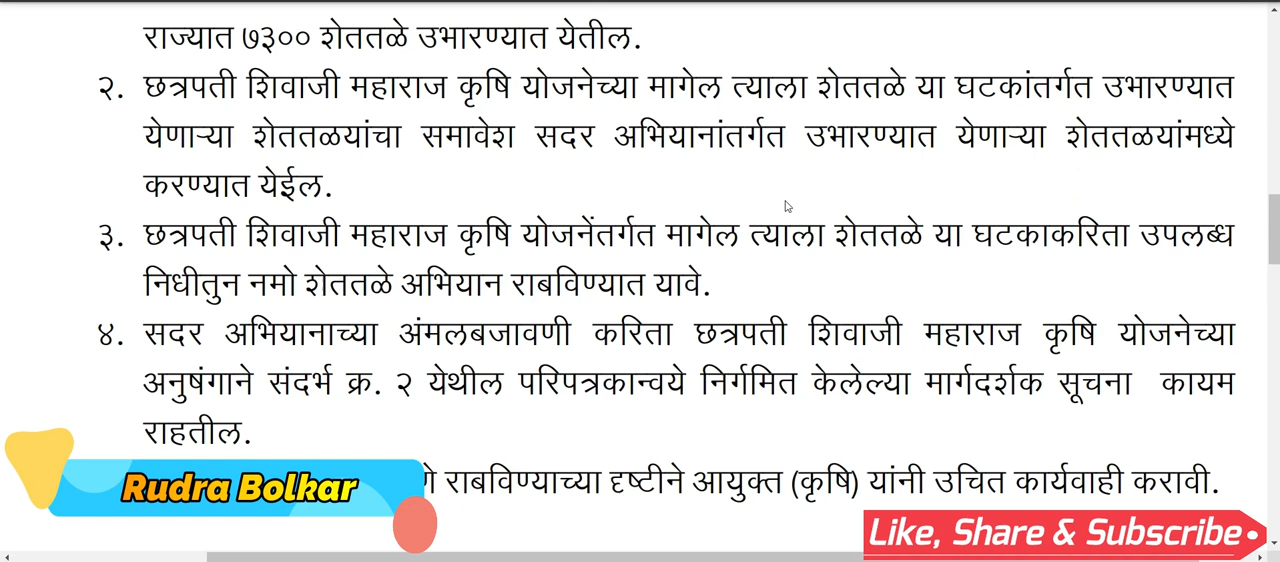 राज्यात ७३०० शेततळे उभारण्यात येतील.
२. छत्रपती शिवाजी महाराज कृषि योजनेच्या मागेल त्याला शेततळे या घटकांतर्गत उभारण्यात
येणाऱ्या शेततळयांचा समावेश सदर अभियानांतर्गत उभारण्यात येणाऱ्या शेततळयांमध्ये
करण्यात येईल.
३. छत्रपती शिवाजी महाराज कृषि योजनेंतर्गत मागेल त्याला शेततळे या घटकाकरिता उपलब्ध
निधीतुन नमो शेततळे अभियान राबविण्यात यावे.
४. सदर अभियानाच्या अंमलबजावणी करिता छत्रपती शिवाजी महाराज कृषि योजनेच्या
अनुषंगाने संदर्भ क्र. २ येथील परिपत्रकान्वये निर्गमित केलेल्या मार्गदर्शक सूचना कायम
राहतील.
राबविण्याच्या दृष्टीने आयुक्त (कृषि) यांनी उचित कार्यवाही करावी.
Rudra Bolkar
Like, Share & Subscribe